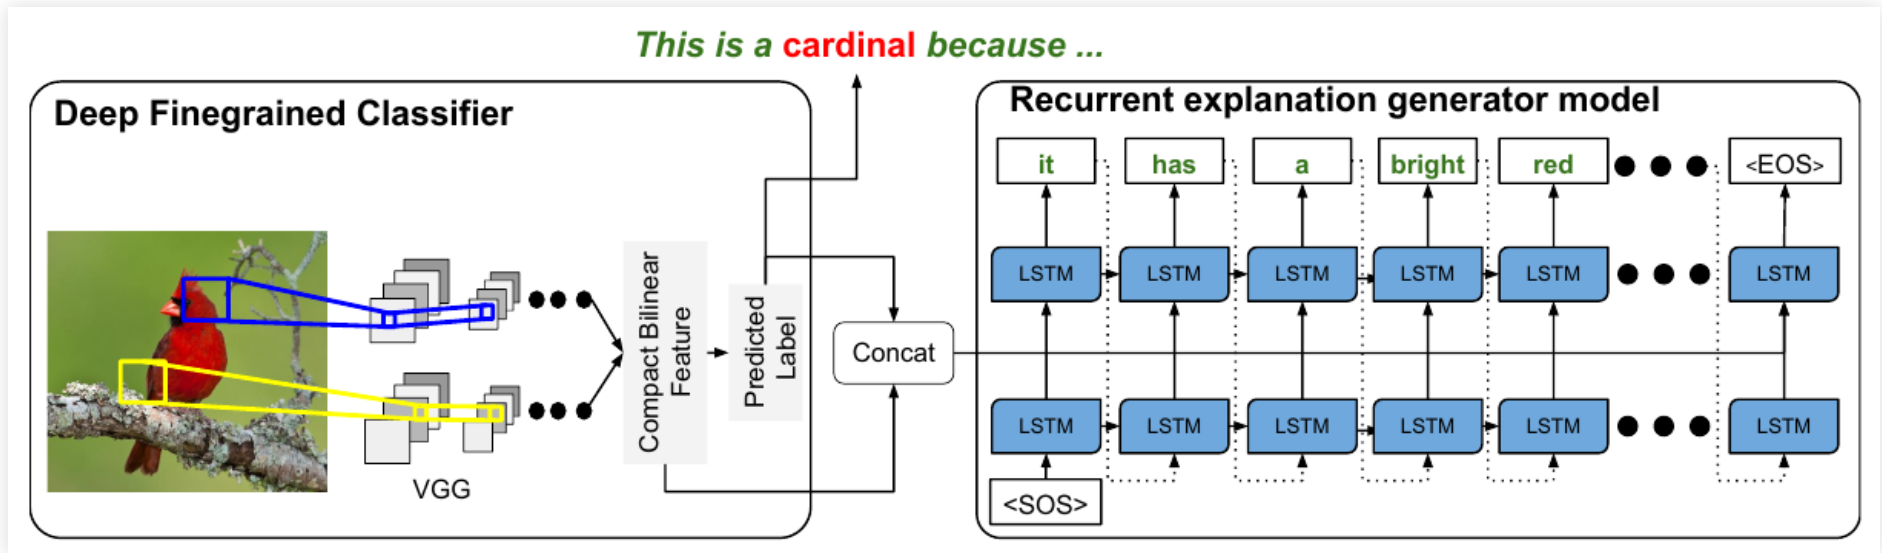 This is a cardinal because ...
Deep Finegrained Classifier
VGG
Compact Bilinear
Feature
Predicted
Label
Concat
Recurrent explanation generator model
it has a bright red <EOS>
LSTM LSTM LSTM LSTM LSTM LSTM
LSTM LSTM LSTM LSTM LSTM LSTM
<SOS>